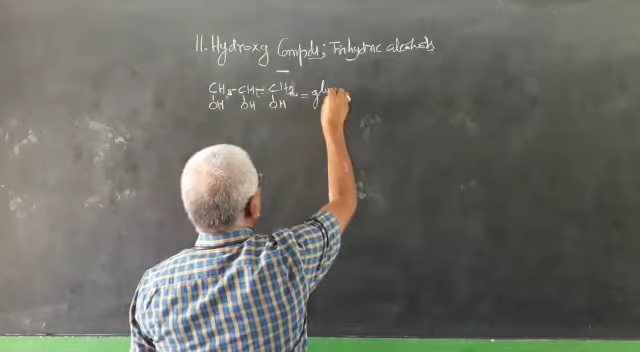 11. Hydroxy Compds; Trihydric alcohols
CH2-CH-CH2 = gly
OH OH OH